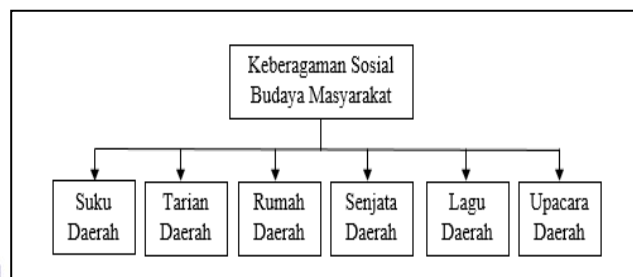 Keberagaman Sosial
Budaya Masyarakat
Suku
Daerah
Tarian
Daerah
Rumah
Daerah
Senjata
Daerah
Lagu
Daerah
Upacara
Daerah